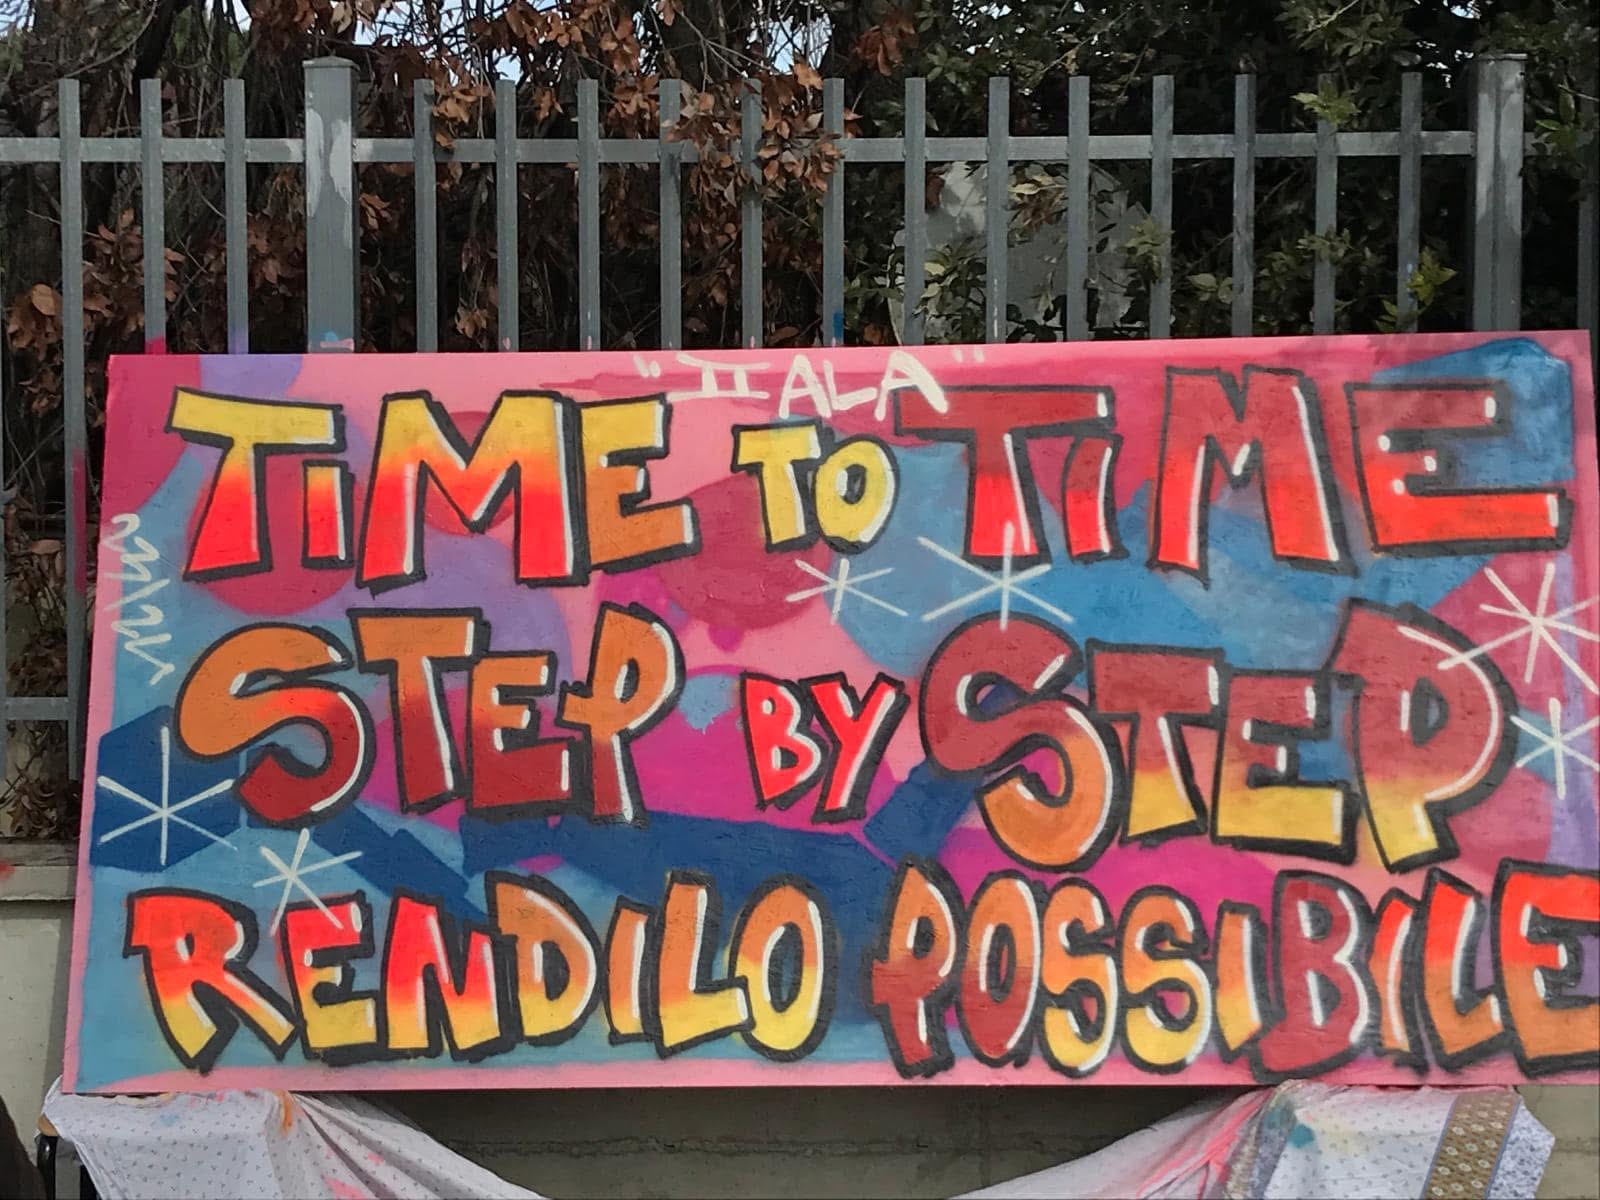 "II ALA"
TiME TO TiME
STEP BY STEP
RENDILO POSSIBILE